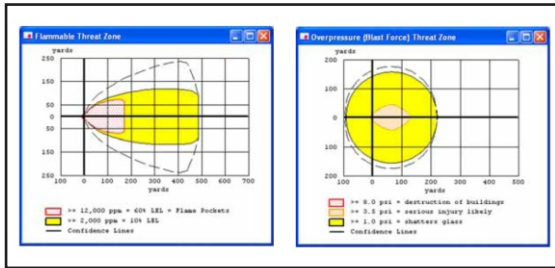 Flammable Threat Zone
yards
250
150
50
50
150
250
100 0 100 200 300 400 500 600 700
yards
>= 12,000 ppm = 60% LEL = Flame Pockets
>= 2,000 ppm = 10% LEL
Confidence Lines
Overpressure (Blast Force) Threat Zone
yards
200
100
0
100
200
100 0 100 200 300 400 500
yards
>= 8.0 psi = destruction of buildings
>= 3.5 psi = serious injury likely
>= 1.0 psi = shatters glass
Confidence Lines